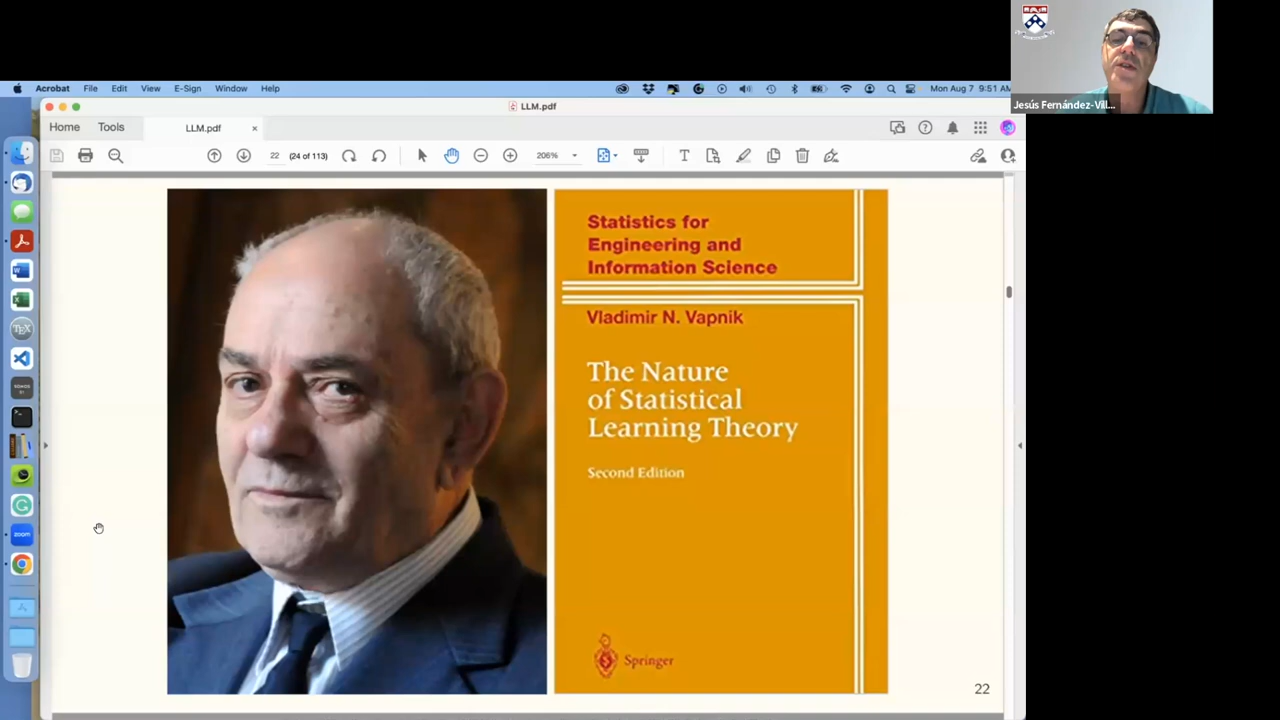 Jesús Fernández-Vill...
Acrobat File Edit View E-Sign Window Help Mon Aug 7 9:51 AM
LLM.pdf
Home Tools LLM.pdf ×
22 (24 of 113) 206%
Statistics for
Engineering and
Information Science
Vladimir N. Vapnik
The Nature
of Statistical
Learning Theory
Second Edition
Springer
TEX
zoom
22